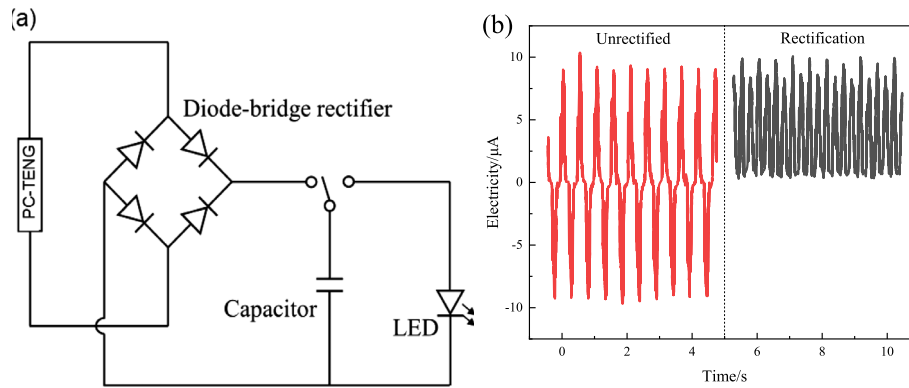 (a)
Diode-bridge rectifier
PC-TENG
Capacitor
LED
(b)
Unrectified
Rectification
10
5
0
-5
-10
Electricity/μA
0
2
4
6
8
10
Time/s